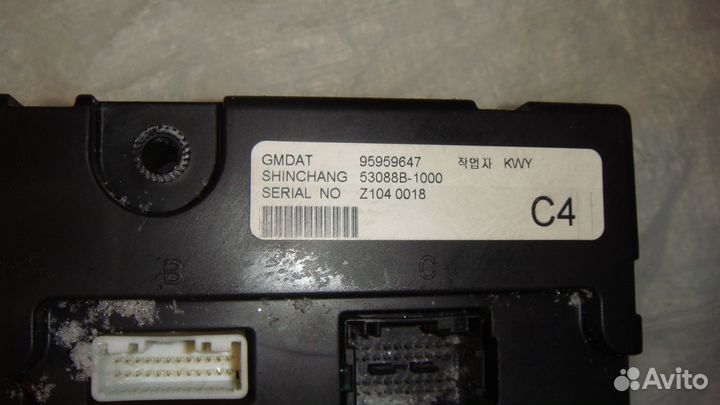 GMDAT 95959647 작업자 KWY
SHINCHANG 53088B-1000
SERIAL NO Z104 0018
C4
B C
Avito